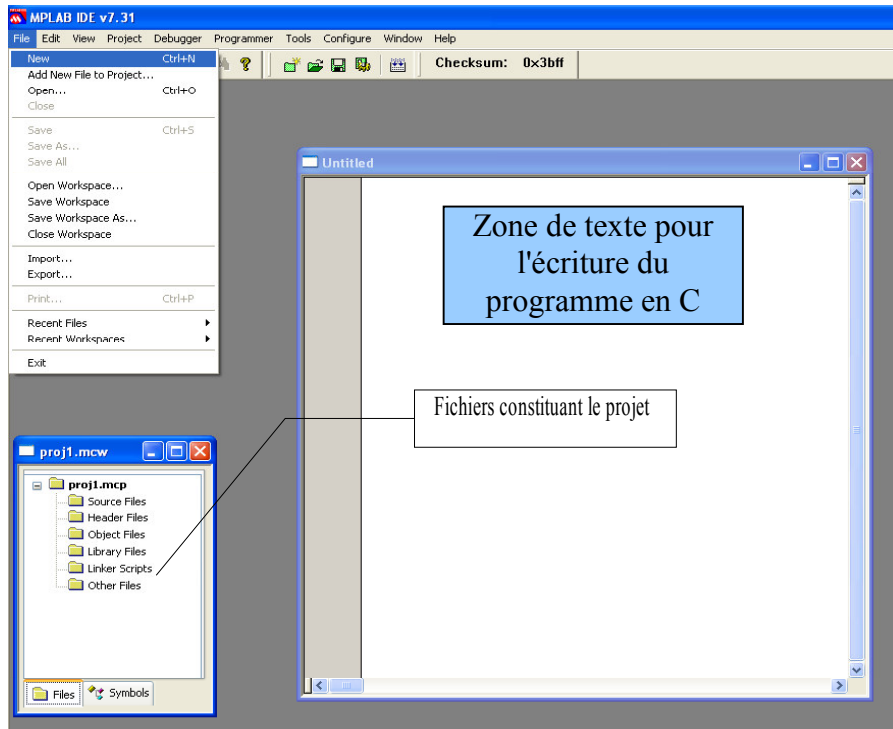 MPLAB IDE v7.31
File Edit View Project Debugger Programmer Tools Configure Window Help
Checksum: 0x3bff
New Ctrl+N
Add New File to Project...
Open... Ctrl+O
Close
Save Ctrl+S
Save As...
Save All
Open Workspace...
Save Workspace
Save Workspace As...
Close Workspace
Import...
Export...
Print... Ctrl+P
Recent Files
Recent Workspaces
Exit
Untitled
Zone de texte pour
l'écriture du
programme en C
Fichiers constituant le projet
proj1.mcw
proj1.mcp
Source Files
Header Files
Object Files
Library Files
Linker Scripts
Other Files
Files Symbols